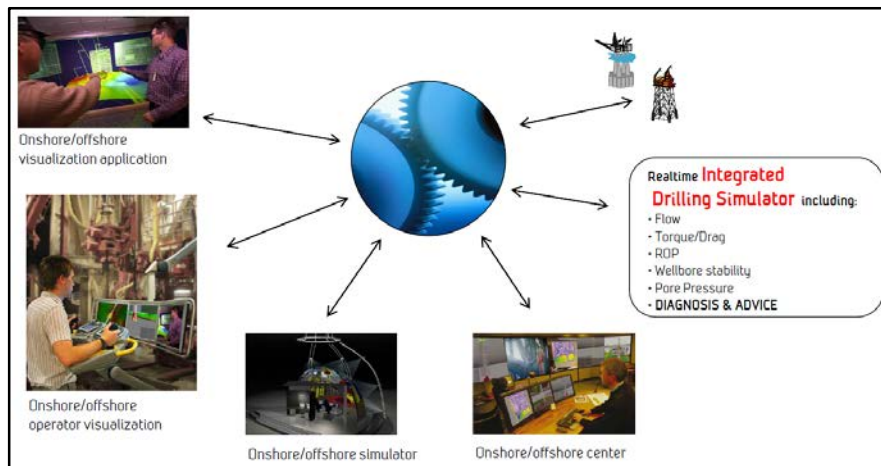 Onshore/offshore
visualization application
Realtime Integrated
Drilling Simulator including:
• Flow
• Torque/Drag
• ROP
• Wellbore stability
• Pore Pressure
• DIAGNOSIS & ADVICE
Onshore/offshore
operator visualization
Onshore/offshore simulator
Onshore/offshore center